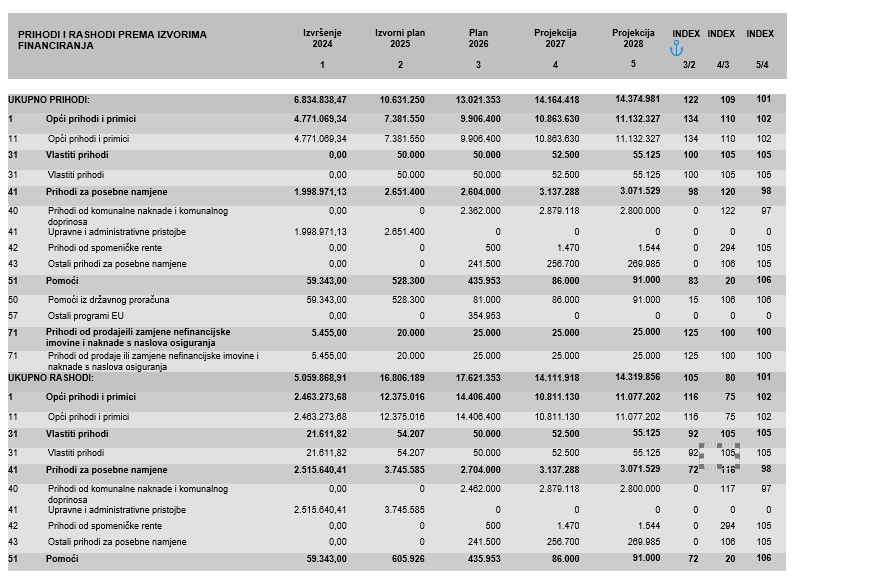 PRIHODI I RASHODI PREMA IZVORIMA FINANCIRANJA Izvršenje 2024 Izvorni plan 2025 Plan 2026 Projekcija 2027 Projekcija 2028 INDEX INDEX INDEX
1 2 3 4 5 3/2 4/3 5/4
UKUPNO PRIHODI: 6.834.838,47 10.631.250 13.021.353 14.164.418 14.374.981 122 109 101
1 Opći prihodi i primici 4.771.069,34 7.381.550 9.906.400 10.863.630 11.132.327 134 110 102
11 Opći prihodi i primici 4.771.069,34 7.381.550 9.906.400 10.863.630 11.132.327 134 110 102
31 Vlastiti prihodi 0,00 50.000 50.000 52.500 55.125 100 105 105
31 Vlastiti prihodi 0,00 50.000 50.000 52.500 55.125 100 105 105
41 Prihodi za posebne namjene 1.998.971,13 2.651.400 2.604.000 3.137.288 3.071.529 98 120 98
40 Prihodi od komunalne naknade i komunalnog 0,00 0 2.362.000 2.879.118 2.800.000 0 122 97
doprinosa
41 Upravne i administrativne pristojbe 1.998.971,13 2.651.400 0 0 0 0 0 0
42 Prihodi od spomeničke rente 0,00 0 500 1.470 1.544 0 294 105
43 Ostali prihodi za posebne namjene 0,00 0 241.500 256.700 269.985 0 106 105
51 Pomoći 59.343,00 528.300 435.953 86.000 91.000 83 20 106
50 Pomoći iz državnog proračuna 59.343,00 528.300 81.000 86.000 91.000 15 106 106
57 Ostali programi EU 0,00 0 354.953 0 0 0 0 0
71 Prihodi od prodajeili zamjene nefinancijske 5.455,00 20.000 25.000 25.000 25.000 125 100 100
imovine i naknade s naslova osiguranja
71 Prihodi od prodaje ili zamjene nefinancijske imovine i 5.455,00 20.000 25.000 25.000 25.000 125 100 100
naknade s naslova osiguranja
UKUPNO RASHODI: 5.059.868,91 16.806.189 17.621.353 14.111.918 14.319.856 105 80 101
1 Opći prihodi i primici 2.463.273,68 12.375.016 14.406.400 10.811.130 11.077.202 116 75 102
11 Opći prihodi i primici 2.463.273,68 12.375.016 14.406.400 10.811.130 11.077.202 116 75 102
31 Vlastiti prihodi 21.611,82 54.207 50.000 52.500 55.125 92 105 105
31 Vlastiti prihodi 21.611,82 54.207 50.000 52.500 55.125 92 105 105
41 Prihodi za posebne namjene 2.515.640,41 3.745.585 2.704.000 3.137.288 3.071.529 72 116 98
40 Prihodi od komunalne naknade i komunalnog 0,00 0 2.462.000 2.879.118 2.800.000 0 117 97
doprinosa
41 Upravne i administrativne pristojbe 2.515.640,41 3.745.585 0 0 0 0 0 0
42 Prihodi od spomeničke rente 0,00 0 500 1.470 1.544 0 294 105
43 Ostali prihodi za posebne namjene 0,00 0 241.500 256.700 269.985 0 106 105
51 Pomoći 59.343,00 605.926 435.953 86.000 91.000 72 20 106